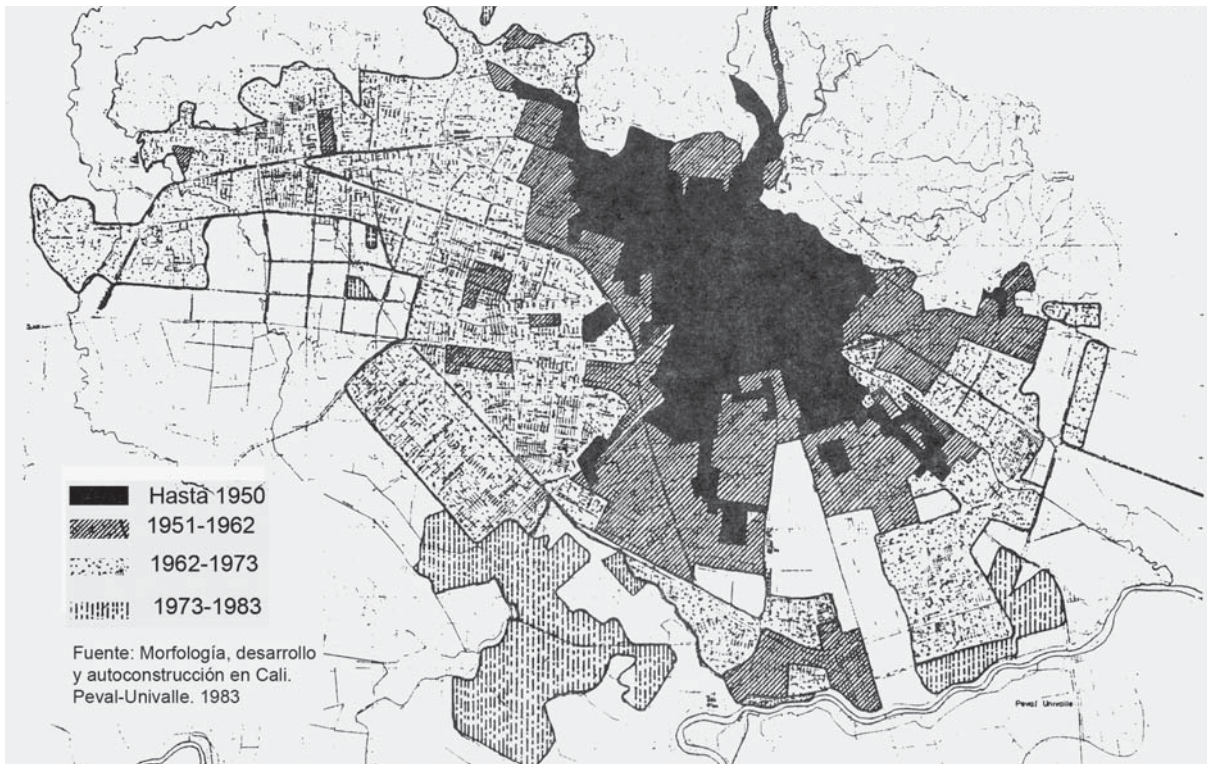 Hasta 1950
1951-1962
1962-1973
1973-1983
Fuente: Morfología, desarrollo
y autoconstrucción en Cali.
Peval-Univalle. 1983
Peval Univalle